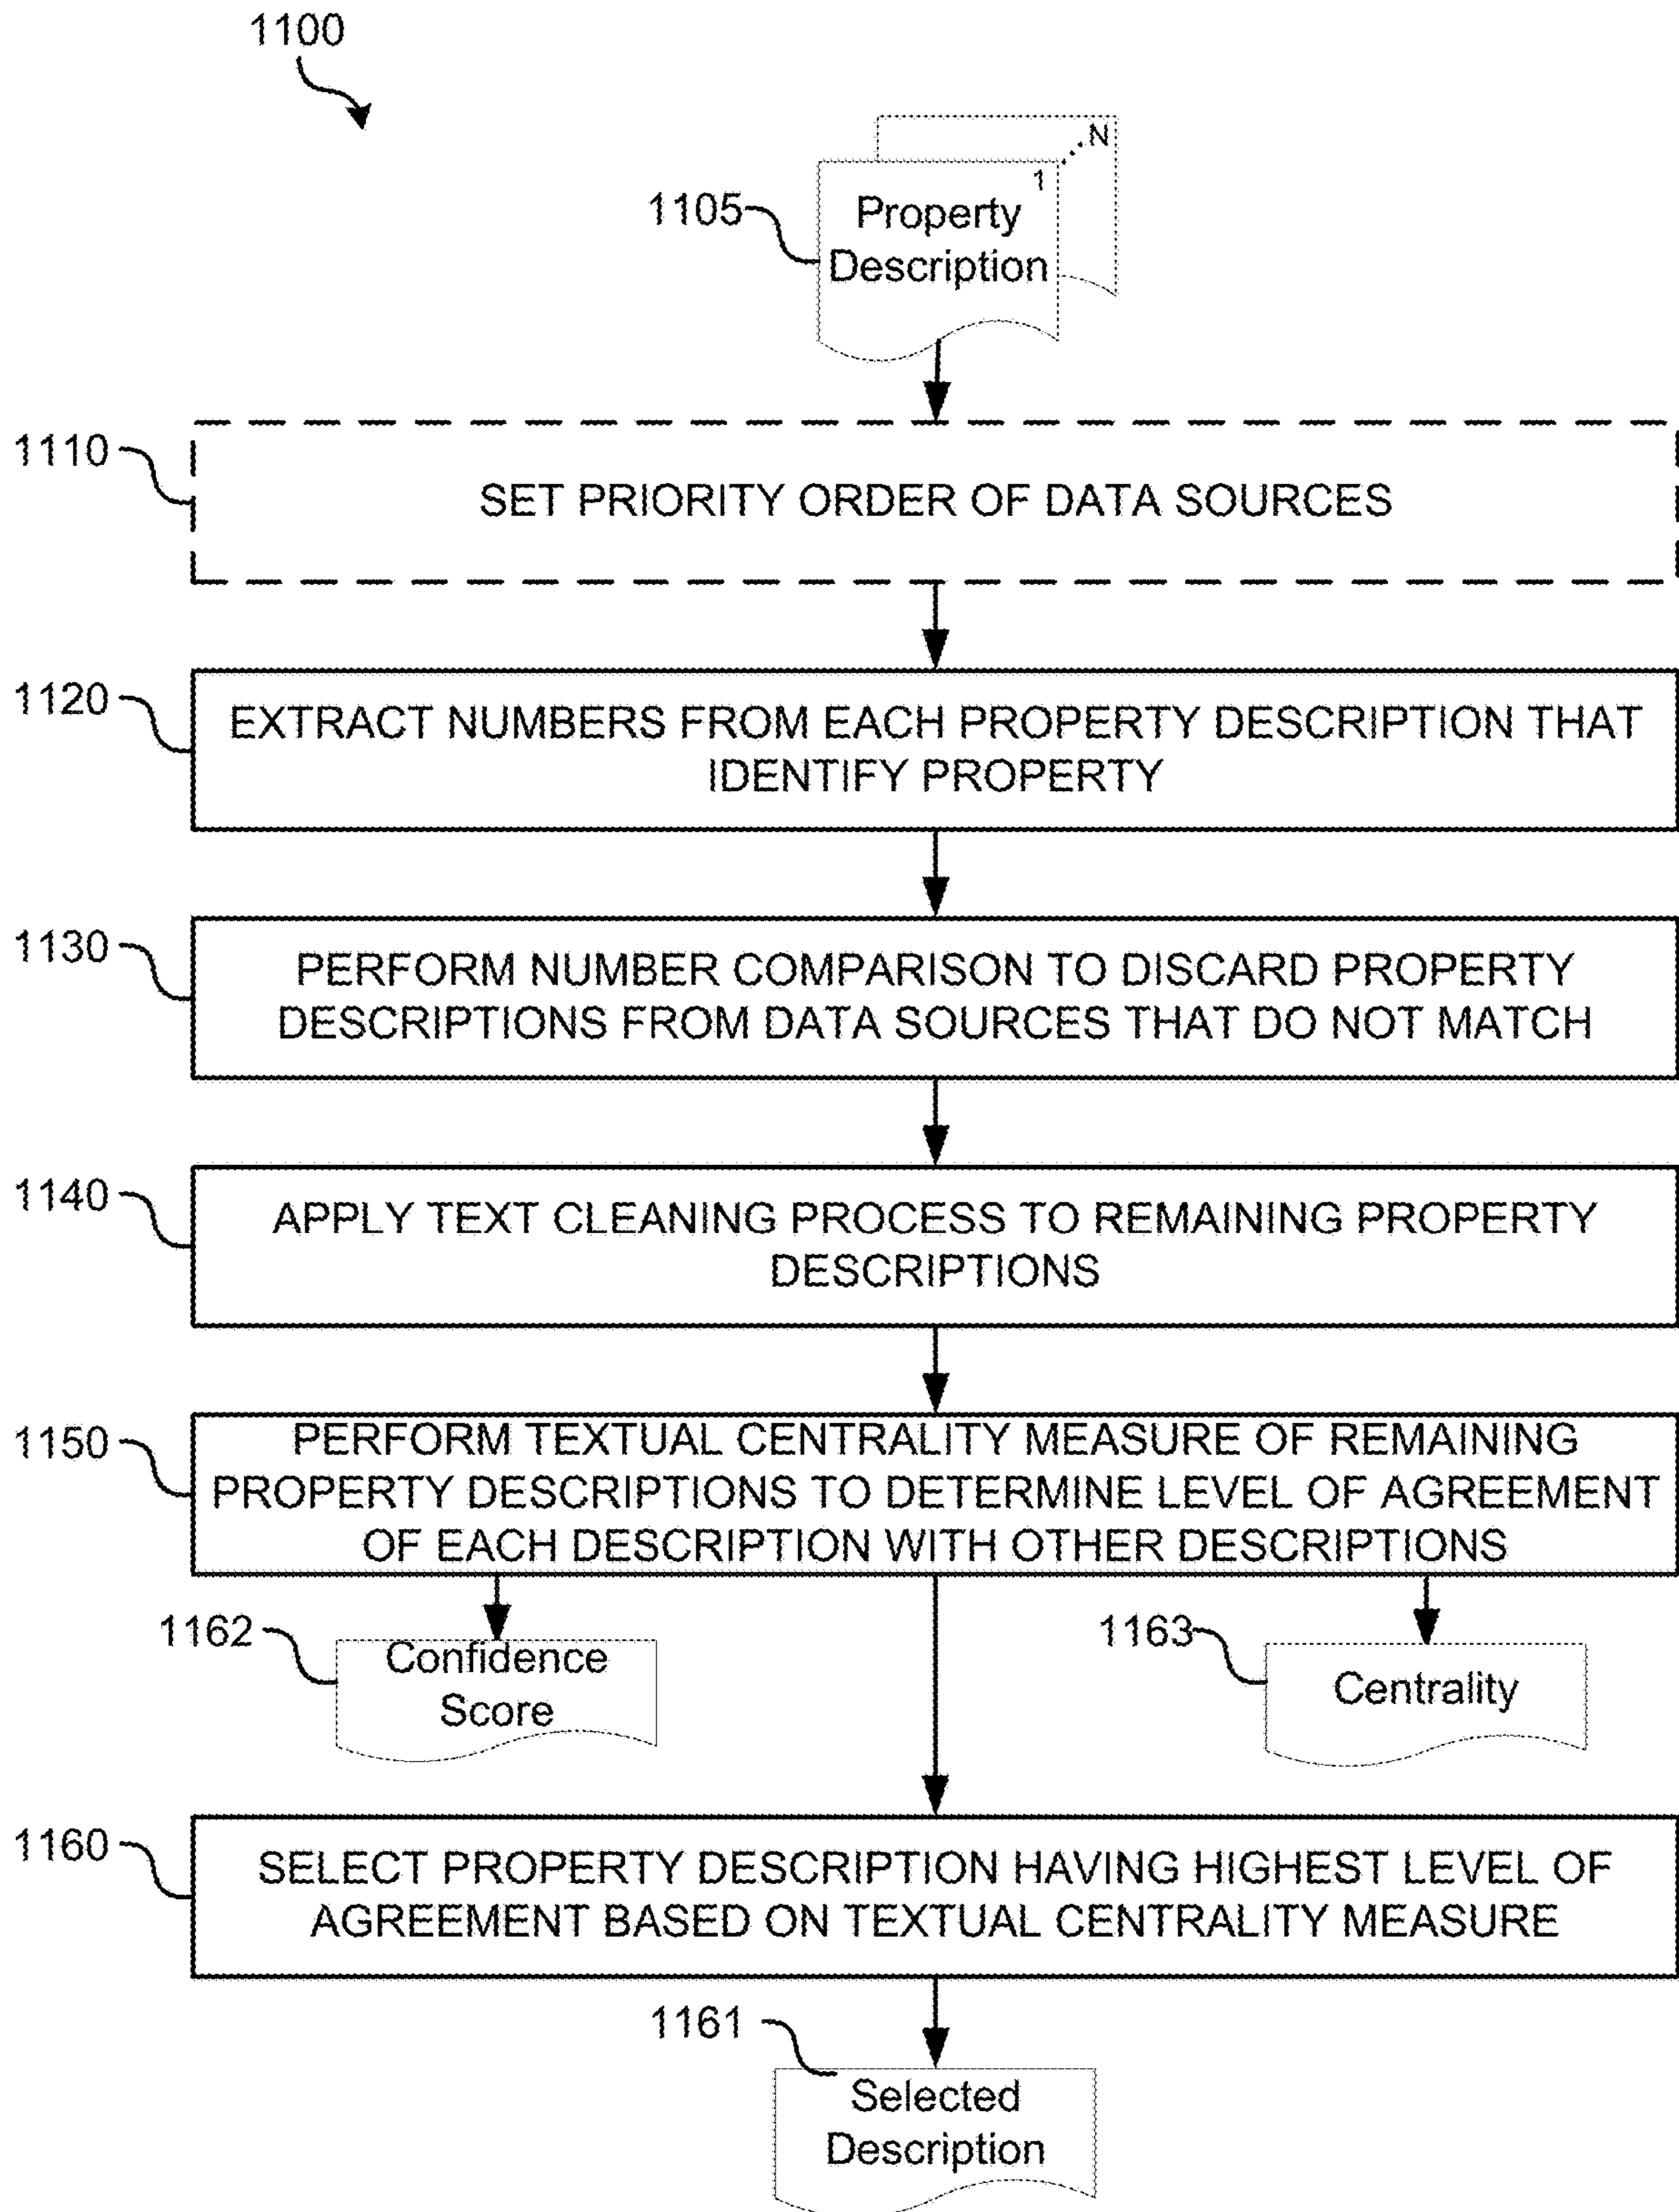 1100
N
1
1105
Property
Description
1110
SET PRIORITY ORDER OF DATA SOURCES
1120
EXTRACT NUMBERS FROM EACH PROPERTY DESCRIPTION THAT
IDENTIFY PROPERTY
1130
PERFORM NUMBER COMPARISON TO DISCARD PROPERTY
DESCRIPTIONS FROM DATA SOURCES THAT DO NOT MATCH
1140
APPLY TEXT CLEANING PROCESS TO REMAINING PROPERTY
DESCRIPTIONS
1150
PERFORM TEXTUAL CENTRALITY MEASURE OF REMAINING
PROPERTY DESCRIPTIONS TO DETERMINE LEVEL OF AGREEMENT
OF EACH DESCRIPTION WITH OTHER DESCRIPTIONS
1162
Confidence
Score
1163
Centrality
1160
SELECT PROPERTY DESCRIPTION HAVING HIGHEST LEVEL OF
AGREEMENT BASED ON TEXTUAL CENTRALITY MEASURE
1161
Selected
Description